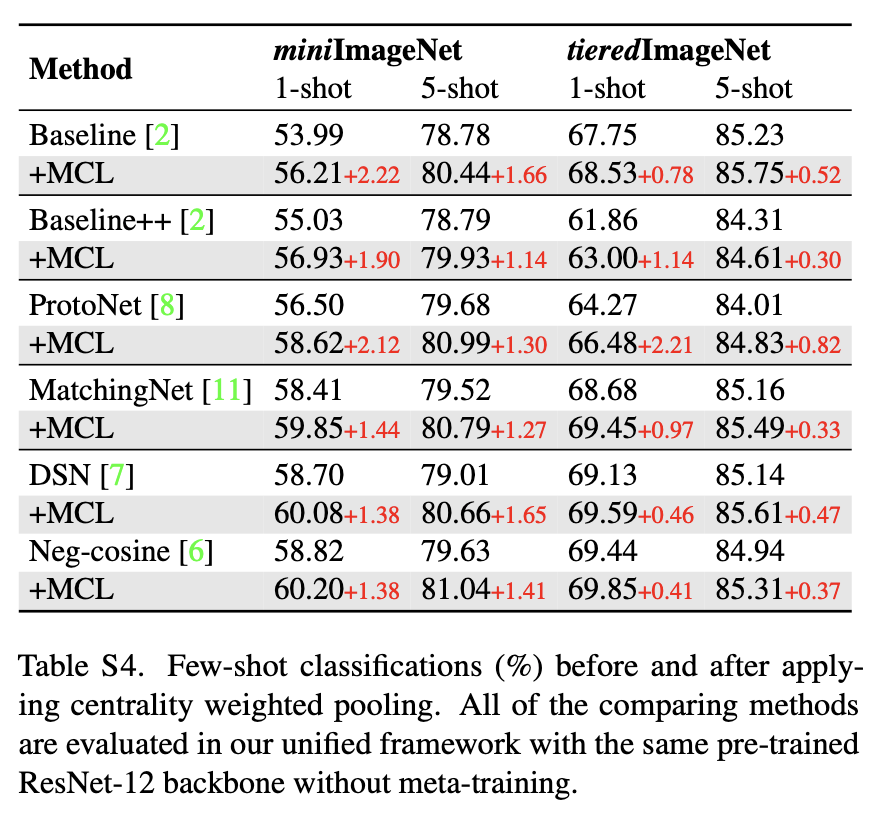 Method miniImageNet tieredImageNet
1-shot 5-shot 1-shot 5-shot
Baseline [2] 53.99 78.78 67.75 85.23
+MCL 56.21+2.22 80.44+1.66 68.53+0.78 85.75+0.52
Baseline++ [2] 55.03 78.79 61.86 84.31
+MCL 56.93+1.90 79.93+1.14 63.00+1.14 84.61+0.30
ProtoNet [8] 56.50 79.68 64.27 84.01
+MCL 58.62+2.12 80.99+1.30 66.48+2.21 84.83+0.82
MatchingNet [11] 58.41 79.52 68.68 85.16
+MCL 59.85+1.44 80.79+1.27 69.45+0.97 85.49+0.33
DSN [7] 58.70 79.01 69.13 85.14
+MCL 60.08+1.38 80.66+1.65 69.59+0.46 85.61+0.47
Neg-cosine [6] 58.82 79.63 69.44 84.94
+MCL 60.20+1.38 81.04+1.41 69.85+0.41 85.31+0.37
Table S4. Few-shot classifications (%) before and after apply-
ing centrality weighted pooling. All of the comparing methods
are evaluated in our unified framework with the same pre-trained
ResNet-12 backbone without meta-training.